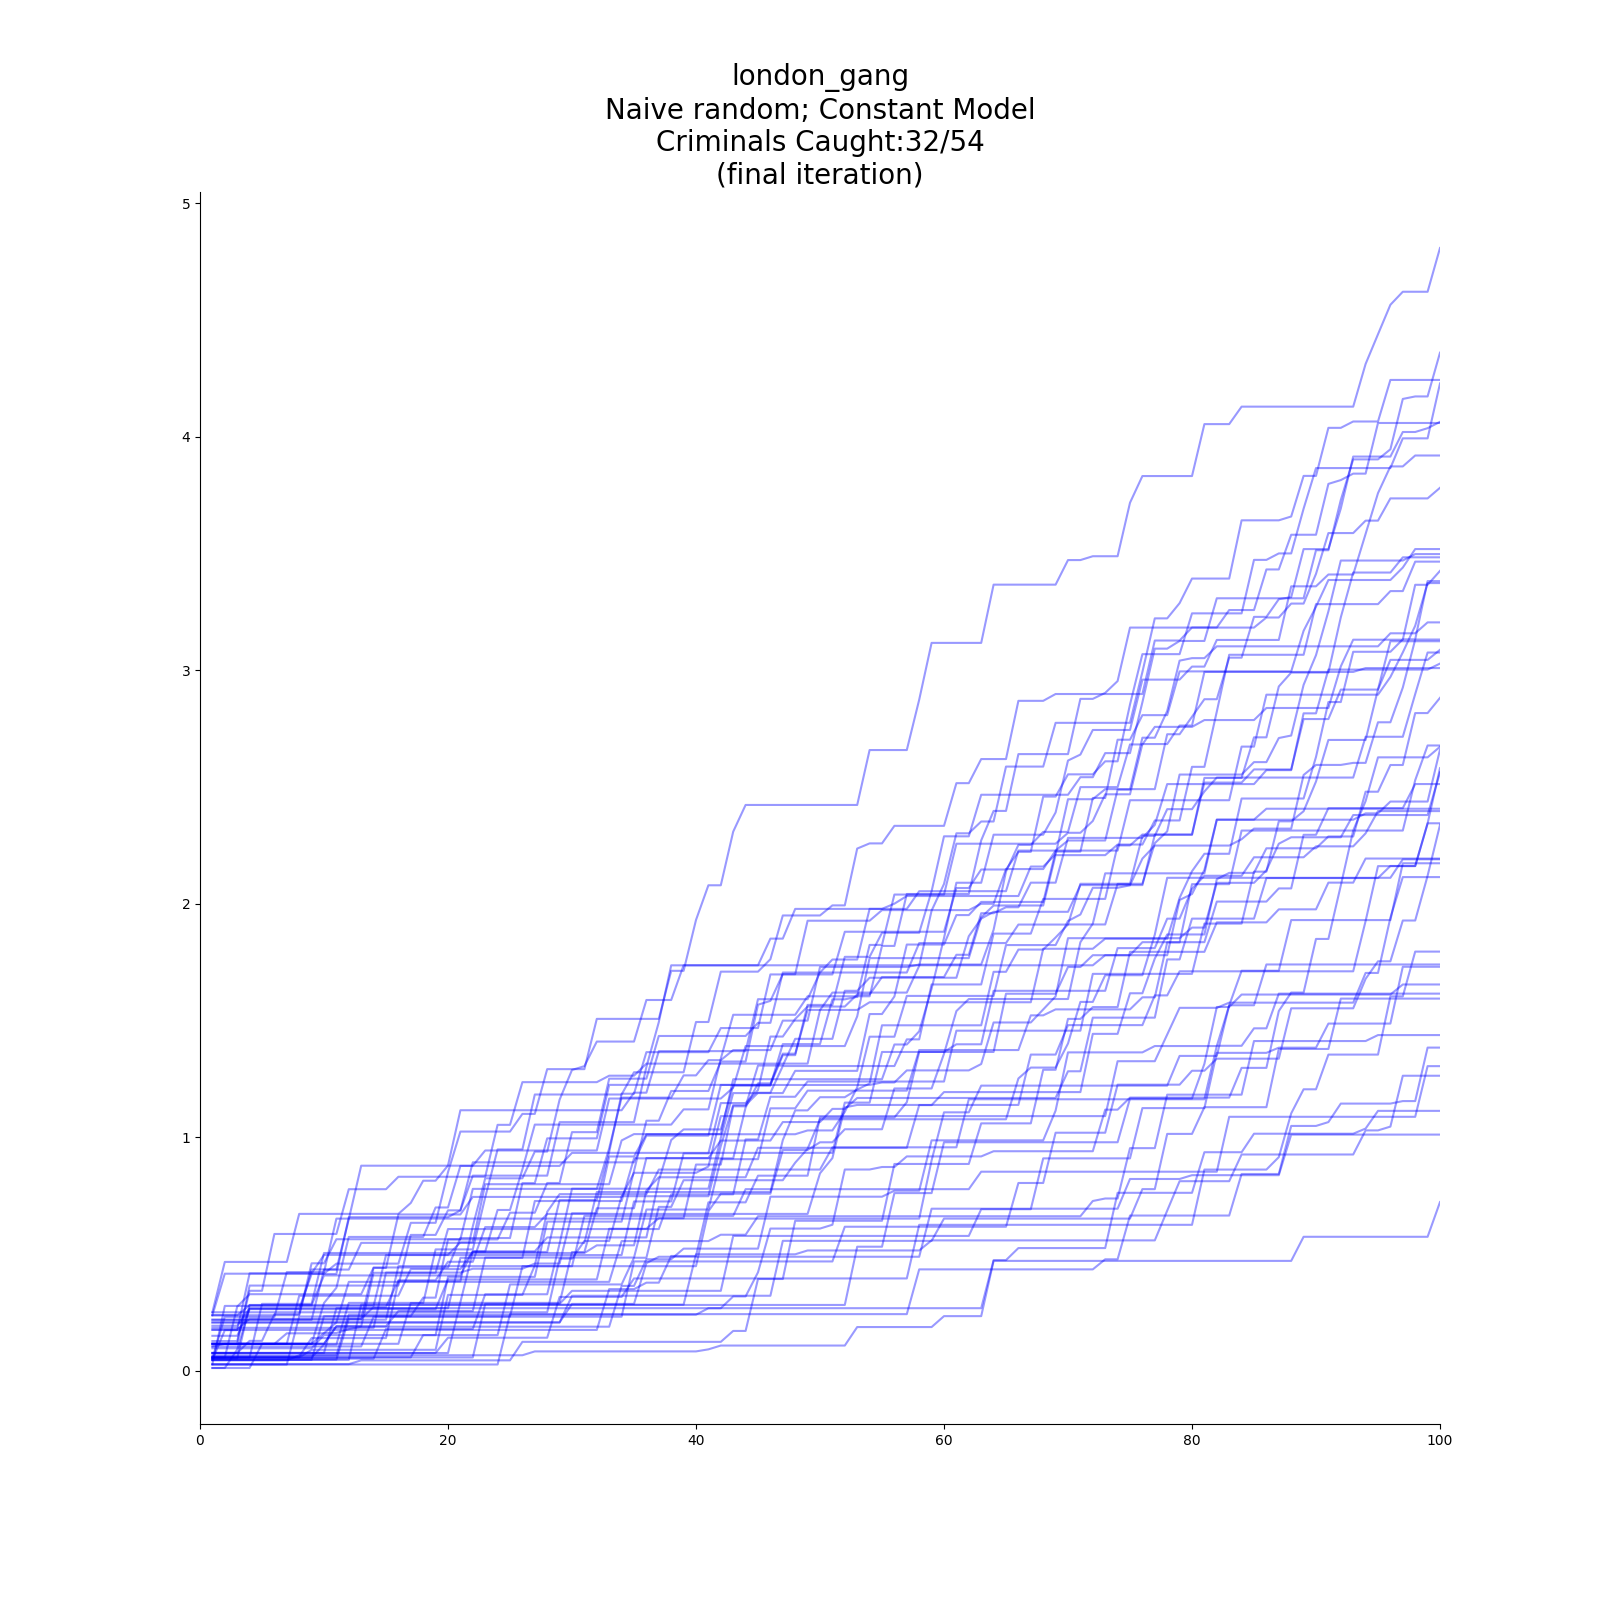 london_gang
Naive random; Constant Model
Criminals Caught:32/54
(final iteration)
5
4
3
2
1
0
0 20 40 60 80 100